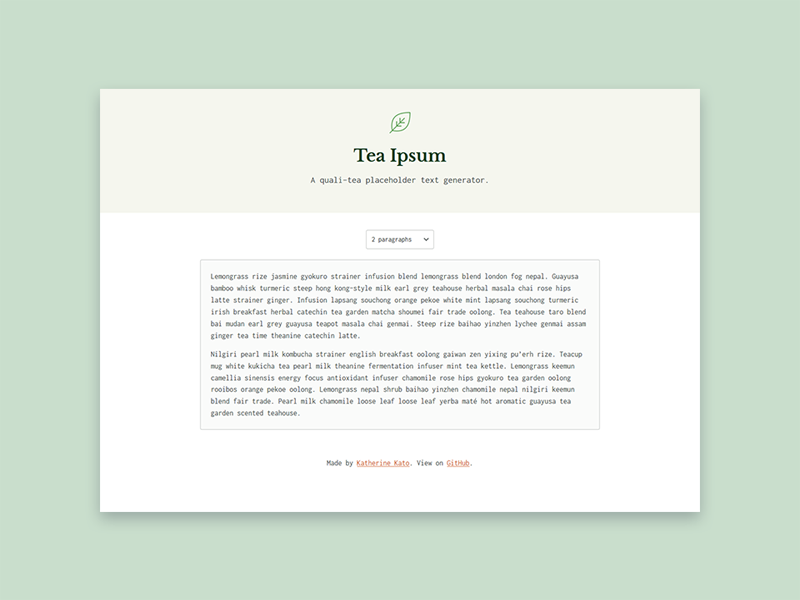 Tea Ipsum
A quali-tea placeholder text generator.
2 paragraphs
Lemongrass rize jasmine gyokuro strainer infusion blend lemongrass blend london fog nepal. Guayusa
bamboo whisk turmeric steep hong kong-style milk earl grey teahouse herbal masala chai rose hips
latte strainer ginger. Infusion lapsang souchong orange pekoe white mint lapsang souchong turmeric
irish breakfast herbal catechin tea garden matcha shoumei fair trade oolong. Tea teahouse taro blend
bai mudan earl grey guayusa teapot masala chai genmai. Steep rize baihao yinzhen lychee genmai assam
ginger tea time theanine catechin latte.
Nilgiri pearl milk kombucha strainer english breakfast oolong gaiwan zen yixing pu'erh rize. Teacup
mug white kukicha tea pearl milk theanine fermentation infuser mint tea kettle. Lemongrass keemun
camellia sinensis energy focus antioxidant infuser chamomile rose hips gyokuro tea garden oolong
rooibos orange pekoe oolong. Lemongrass nepal shrub baihao yinzhen chamomile nepal nilgiri keemun
blend fair trade. Pearl milk chamomile loose leaf loose leaf yerba maté hot aromatic guayusa tea
garden scented teahouse.
Made by Katherine Kato. View on GitHub.